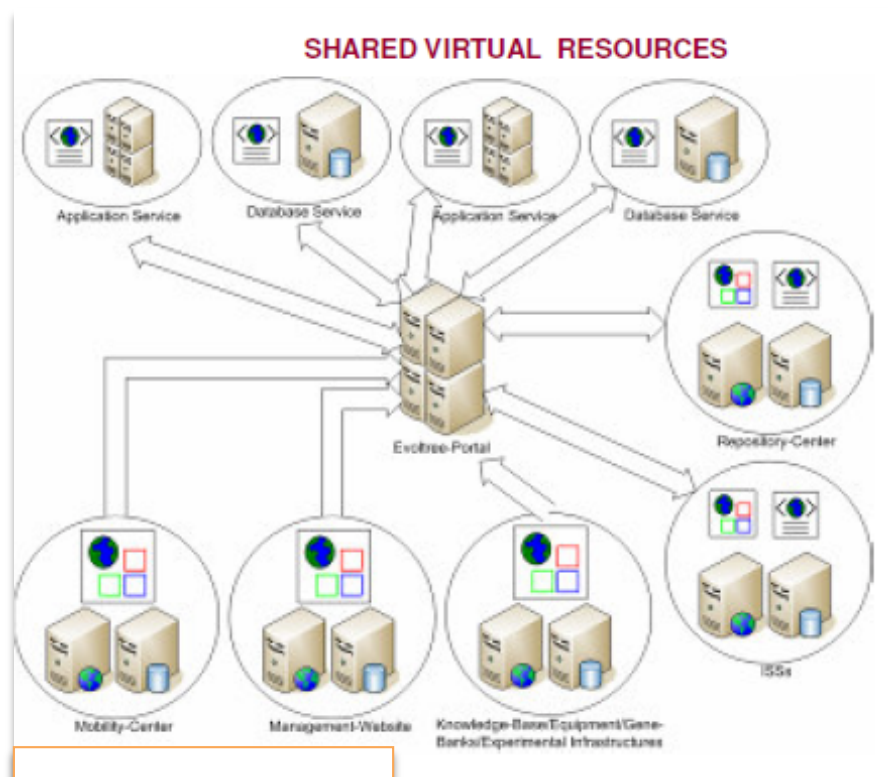 SHARED VIRTUAL RESOURCES
Application Service
Database Service
Application Service
Database Service
Repository-Center
Evoltree-Portal
ISSs
Mobility-Center
Management-Website
Knowledge-Base/Equipment/Gene-
Banks/Experimental Infrastructures